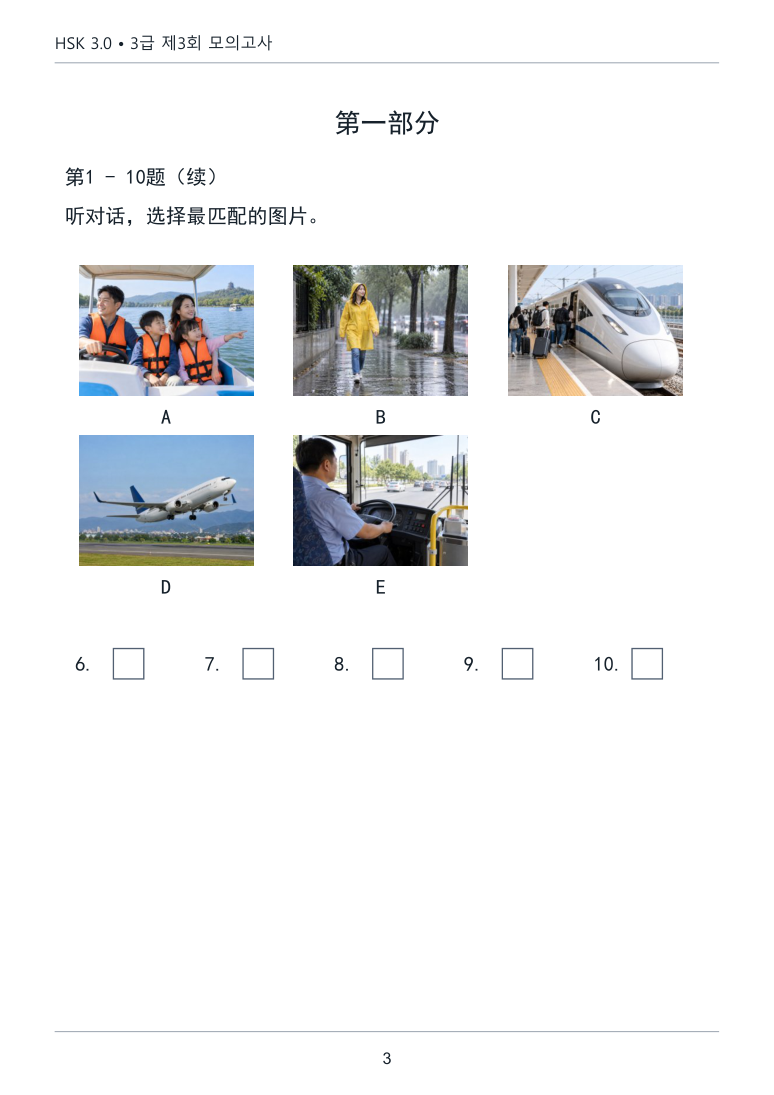 HSK 3.0 • 3급 제3회 모의고사
第一部分
第1 - 10题（续）
听对话，选择最匹配的图片。
A B C
D E
6. 7. 8. 9. 10.
3